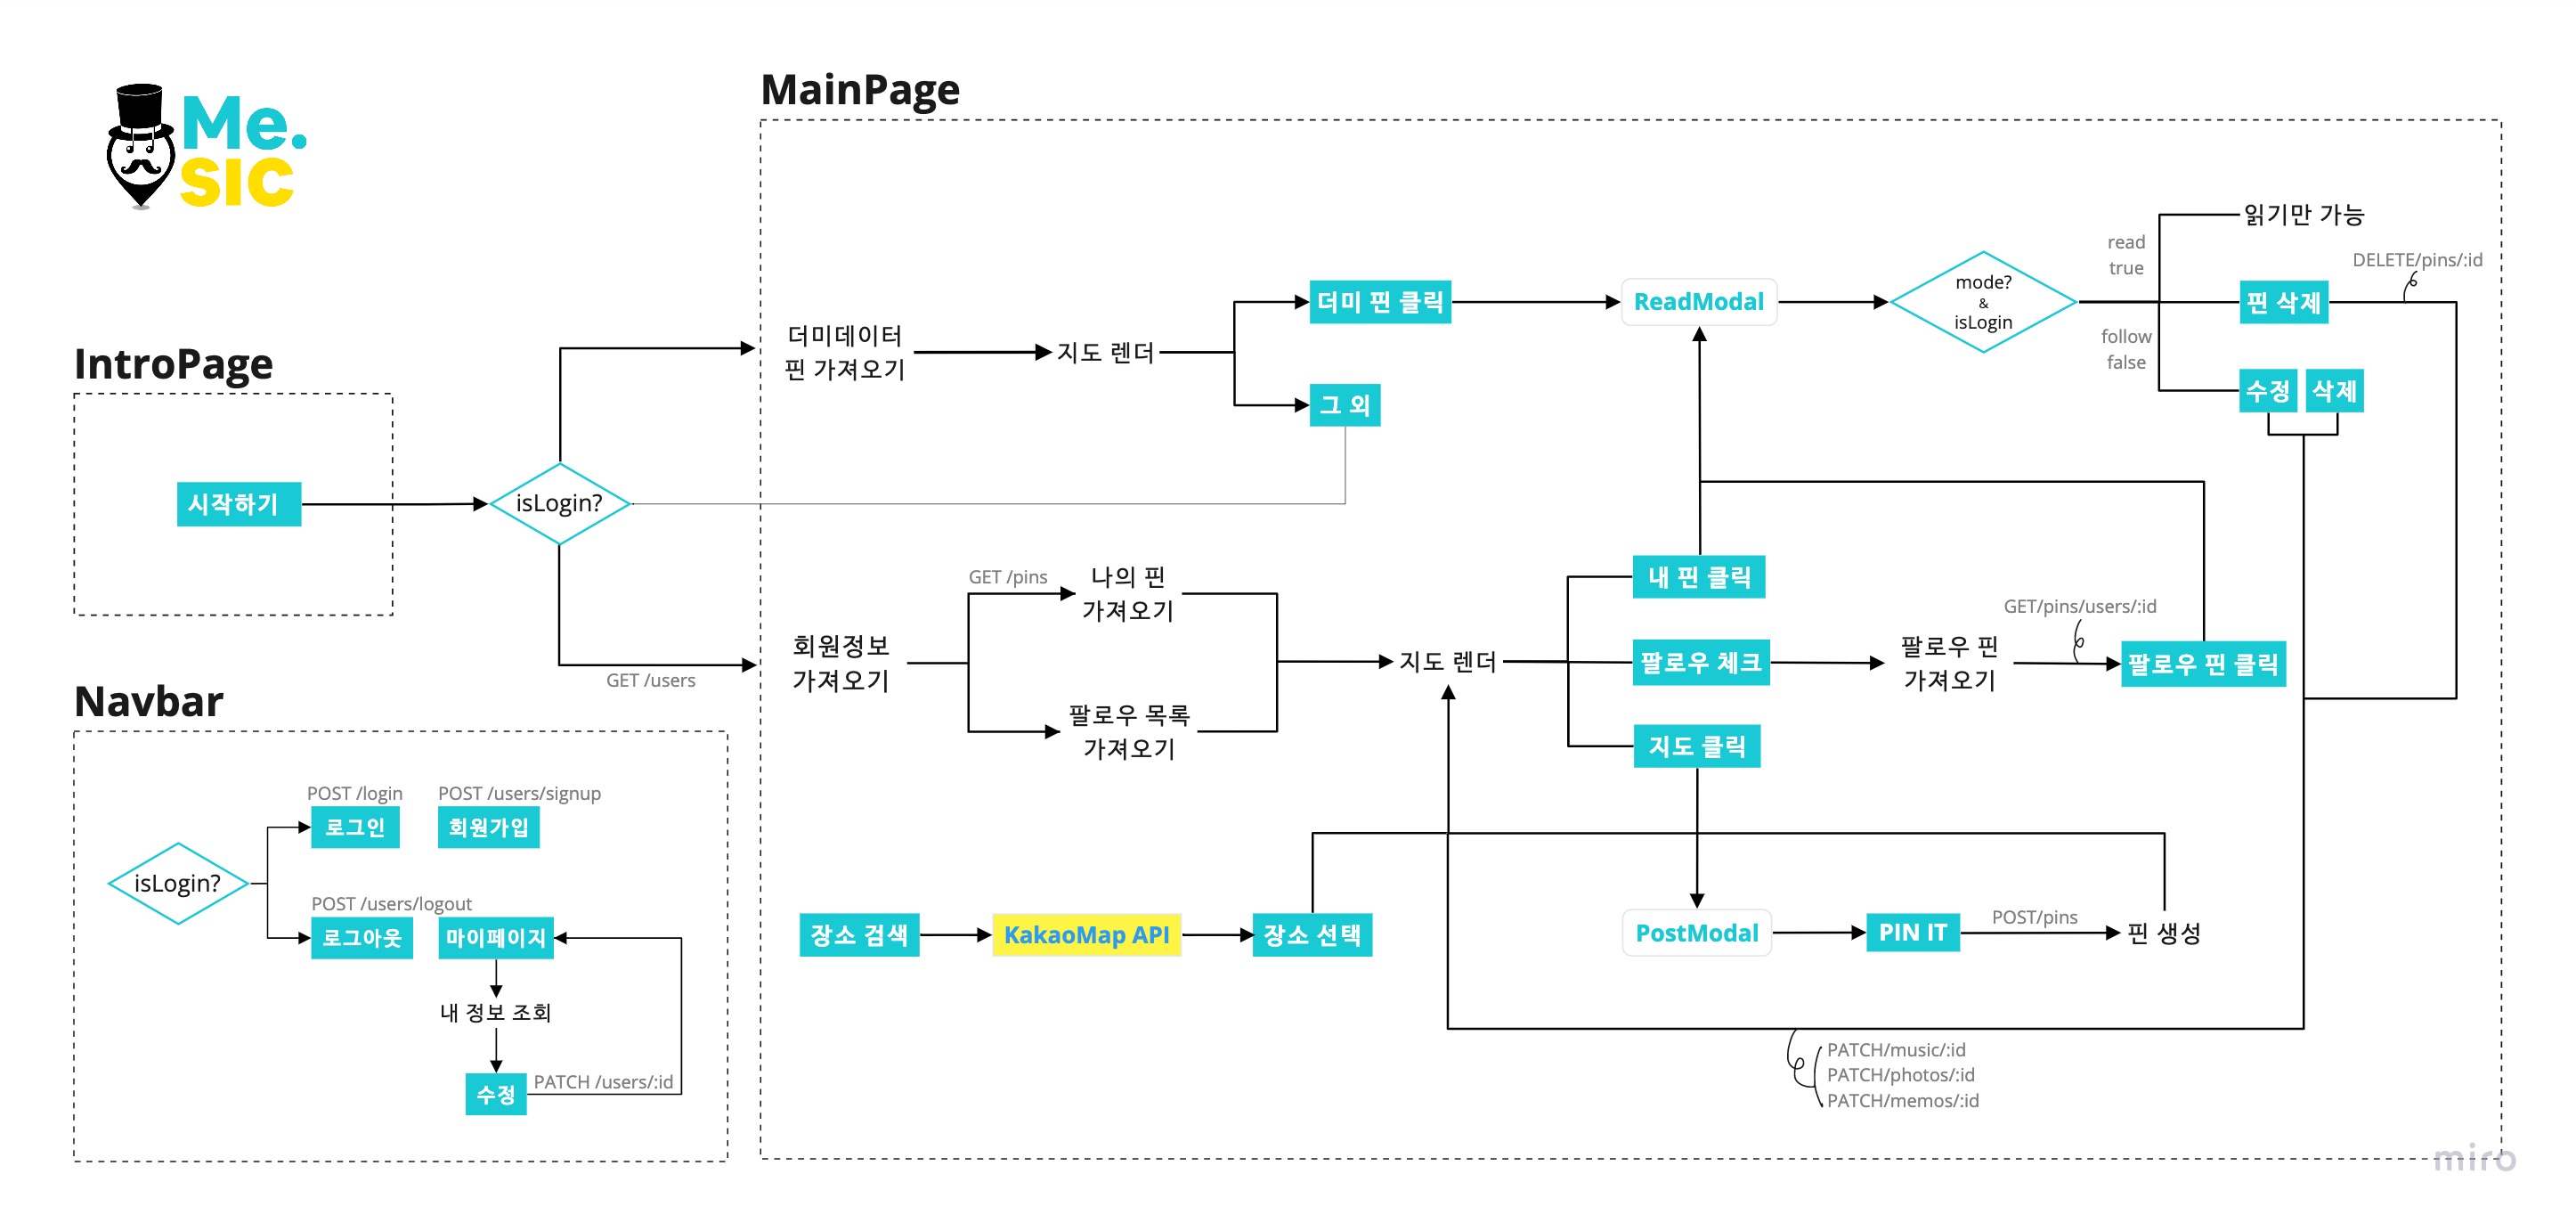 Me.
SIC
MainPage
읽기만 가능
read
true
DELETE/pins/:id
mode?
&
isLogin
더미 핀 클릭
ReadModal
핀 삭제
follow
false
더미데이터
핀 가져오기
지도 렌더
그 외
수정
삭제
IntroPage
시작하기
isLogin?
GET /users
GET /pins
나의 핀
가져오기
회원정보
가져오기
팔로우 목록
가져오기
지도 렌더
내 핀 클릭
팔로우 체크
지도 클릭
팔로우 핀
가져오기
GET/pins/users/:id
팔로우 핀 클릭
장소 검색
KakaoMap API
장소 선택
PostModal
PIN IT
POST/pins
핀 생성
PATCH/music/:id
PATCH/photos/:id
PATCH/memos/:id
Navbar
isLogin?
POST /login
로그인
POST /users/signup
회원가입
POST /users/logout
로그아웃
마이페이지
내 정보 조회
수정
PATCH /users/:id
miro